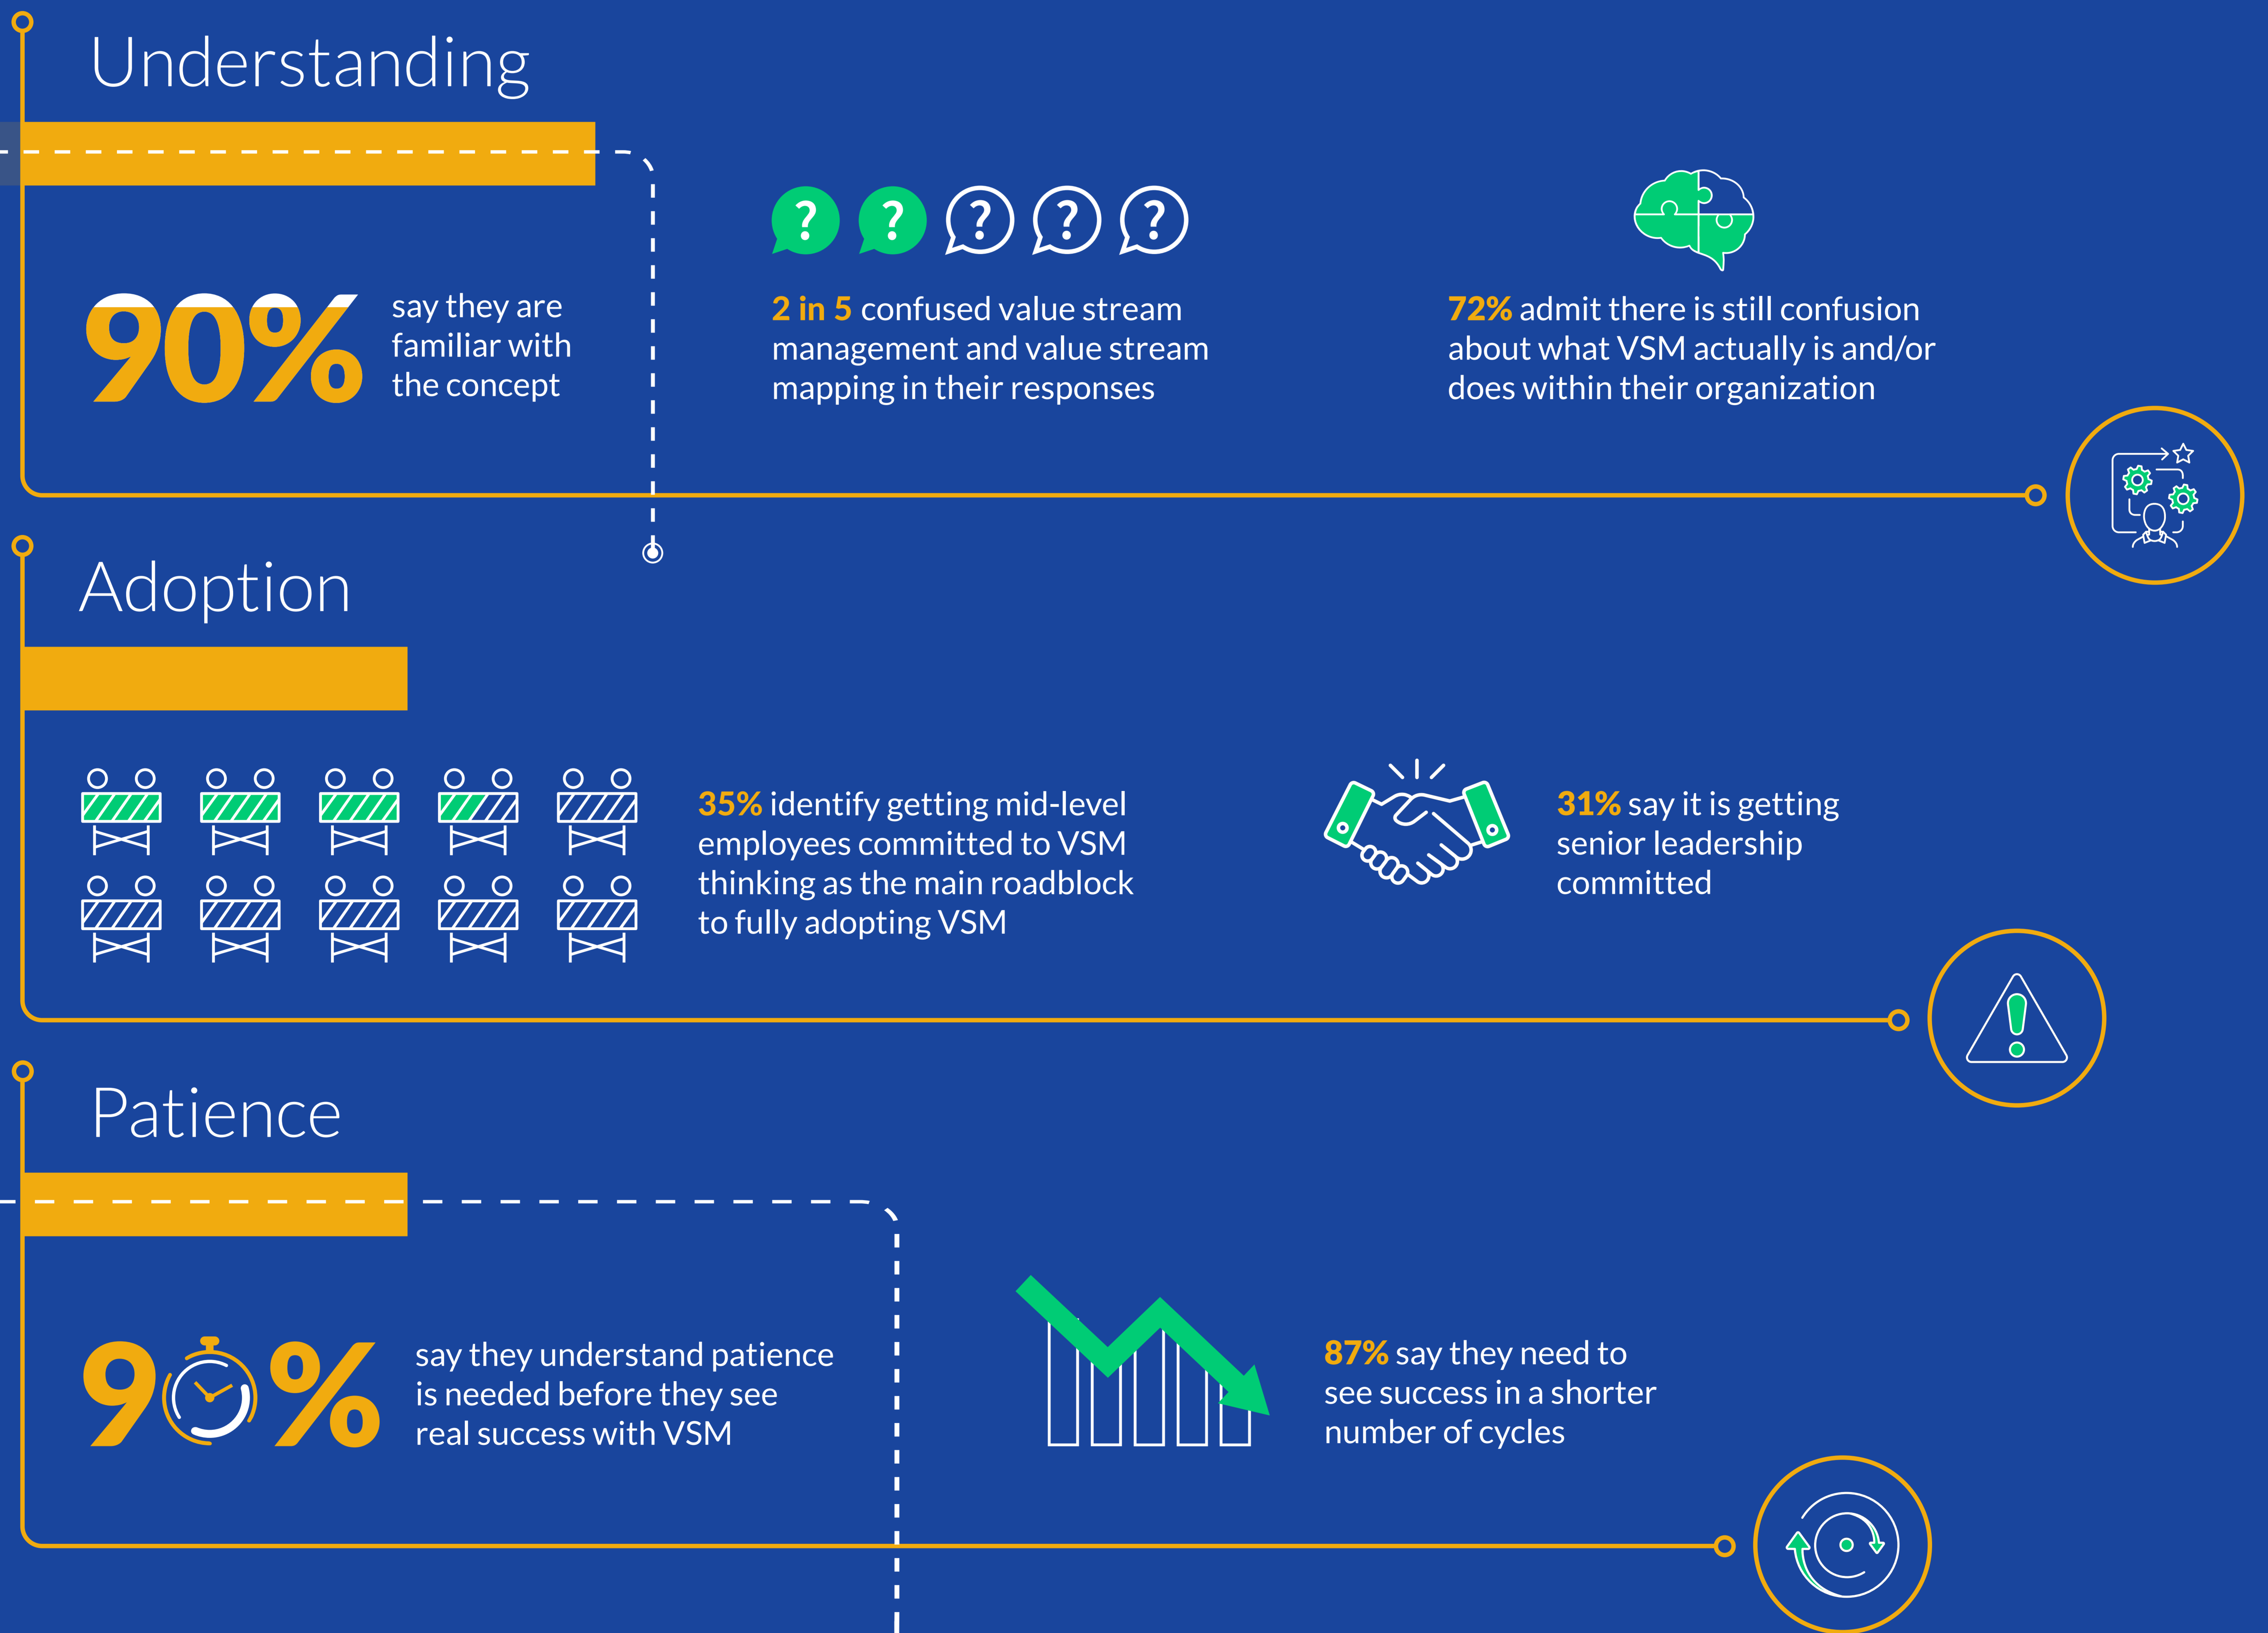 Understanding
90%
say they are
familiar with
the concept
? ? ? ? ?
2 in 5 confused value stream
management and value stream
mapping in their responses
72% admit there is still confusion
about what VSM actually is and/or
does within their organization
Adoption
35% identify getting mid-level
employees committed to VSM
thinking as the main roadblock
to fully adopting VSM
31% say it is getting
senior leadership
committed
!
Patience
90%
say they understand patience
is needed before they see
real success with VSM
87% say they need to
see success in a shorter
number of cycles